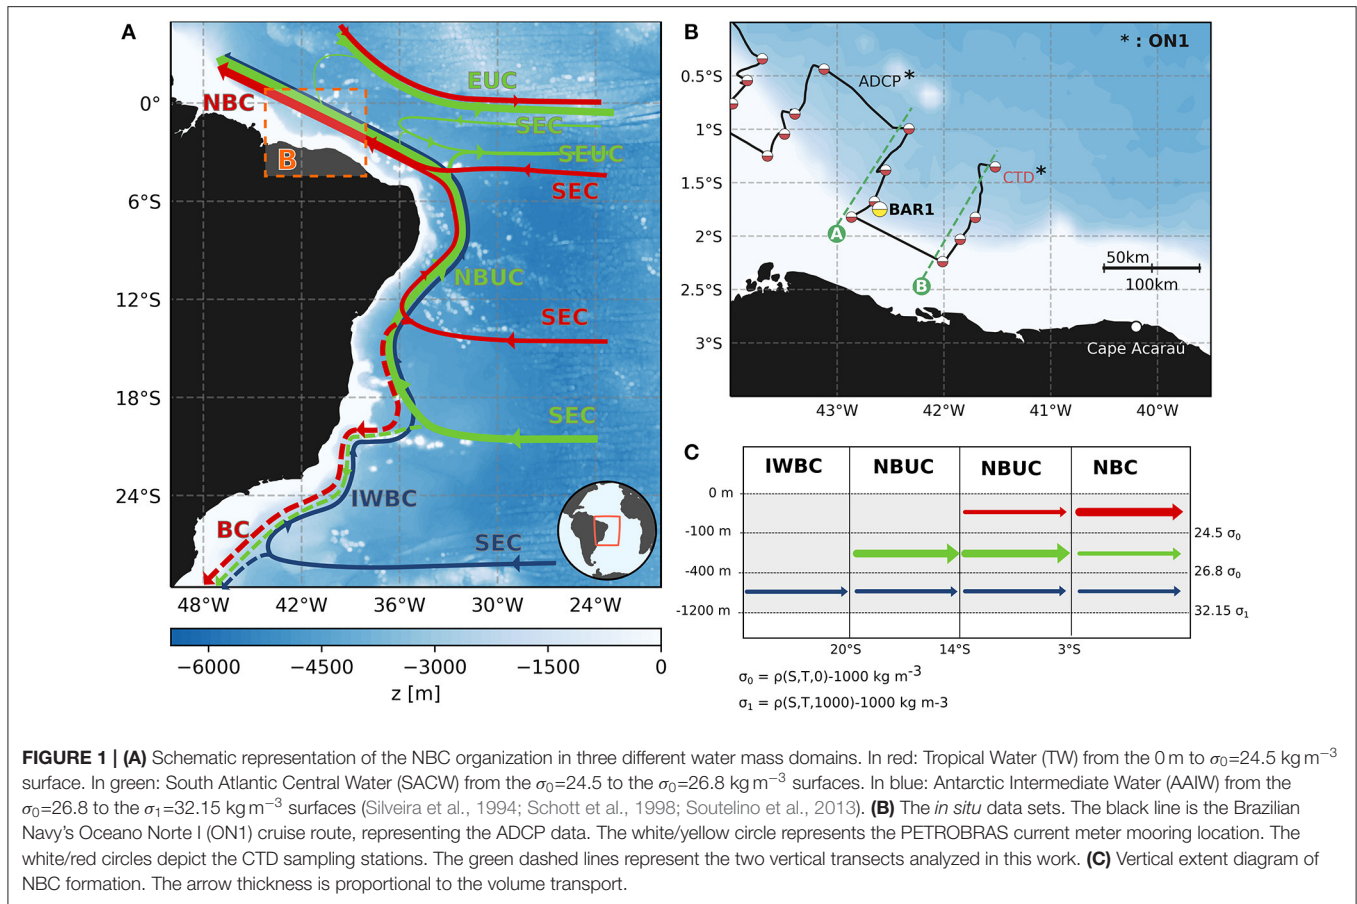 A
EUC
NBC
SEC
SEUC
B
SEC
NBUC
SEC
SEC
IWBC
BC
SEC
0°
6°S
12°S
18°S
24°S
48°W 42°W 36°W 30°W 24°W
−6000 −4500 −3000 −1500 0
z [m]
B
* : ON1
ADCP *
CTD *
BAR1
A
B
50km
100km
Cape Acaraú
0.5°S
1°S
1.5°S
2°S
2.5°S
3°S
43°W 42°W 41°W 40°W
C
IWBC NBUC NBUC NBC
0 m
-100 m
-400 m
-1200 m
24.5 σ0
26.8 σ0
32.15 σ1
20°S 14°S 3°S
σ0 = ρ(S,T,0)-1000 kg m-3
σ1 = ρ(S,T,1000)-1000 kg m-3
FIGURE 1 | (A) Schematic representation of the NBC organization in three different water mass domains. In red: Tropical Water (TW) from the 0 m to σ0=24.5 kg m−3
surface. In green: South Atlantic Central Water (SACW) from the σ0=24.5 to the σ0=26.8 kg m−3 surfaces. In blue: Antarctic Intermediate Water (AAIW) from the
σ0=26.8 to the σ1=32.15 kg m−3 surfaces (Silveira et al., 1994; Schott et al., 1998; Soutelino et al., 2013). (B) The in situ data sets. The black line is the Brazilian
Navy's Oceano Norte I (ON1) cruise route, representing the ADCP data. The white/yellow circle represents the PETROBRAS current meter mooring location. The
white/red circles depict the CTD sampling stations. The green dashed lines represent the two vertical transects analyzed in this work. (C) Vertical extent diagram of
NBC formation. The arrow thickness is proportional to the volume transport.